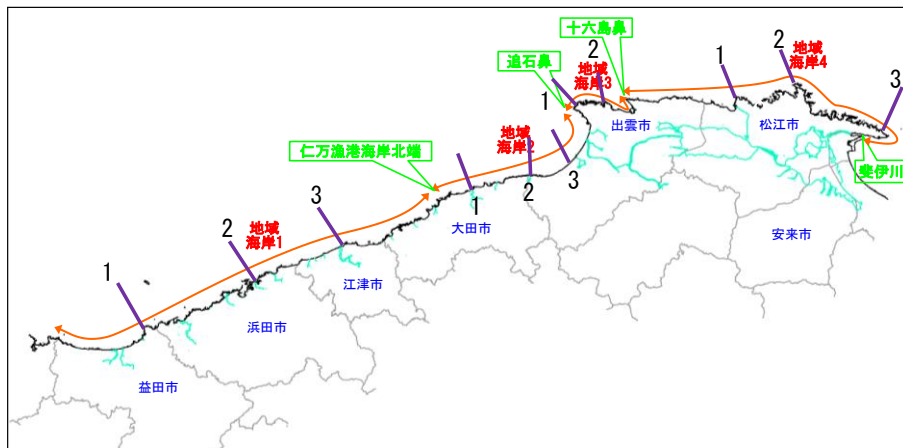 十六島鼻
追石鼻
2
地域
海岸3
1
1
2
地域
海岸4
3
出雲市
松江市
斐伊川
仁万漁港海岸北端
地域
海岸2
1
2
3
大田市
安来市
3
2
地域
海岸1
1
江津市
浜田市
益田市